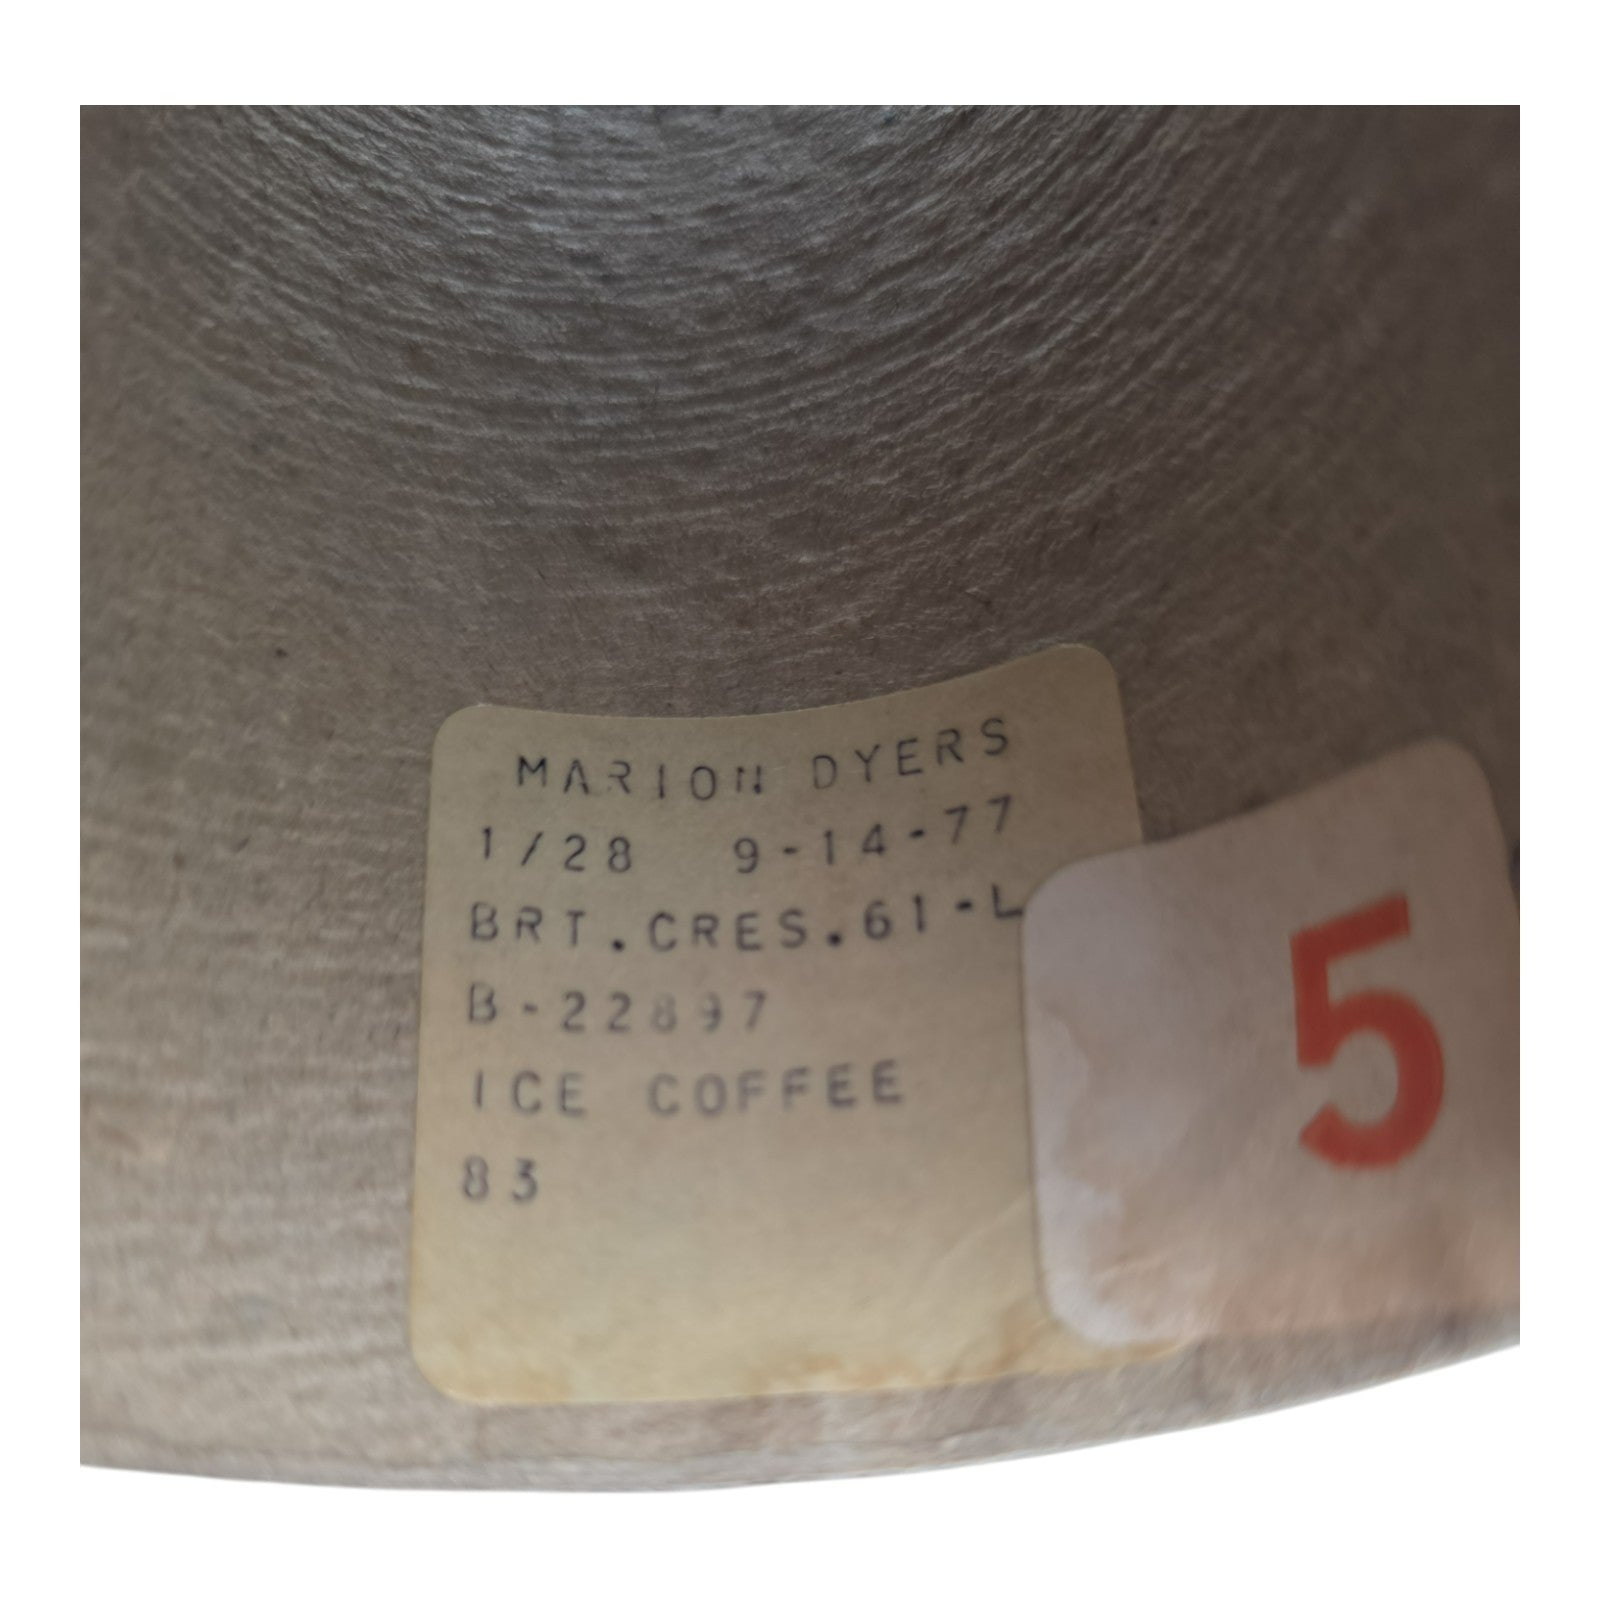 MARION DYERS
1/28 9-14-77
BRT.CRES.61-L
B-22897
ICE COFFEE
83
5